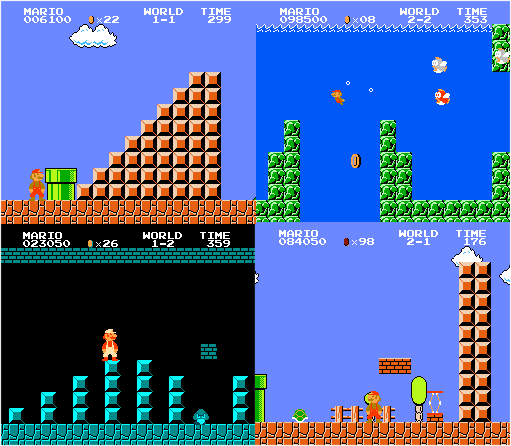 MARIO WORLD TIME
006100 ×22 1-1 299
MARIO WORLD TIME
098500 ×08 2-2 353
MARIO WORLD TIME
023050 ×26 1-2 359
MARIO WORLD TIME
084050 ×98 2-1 176